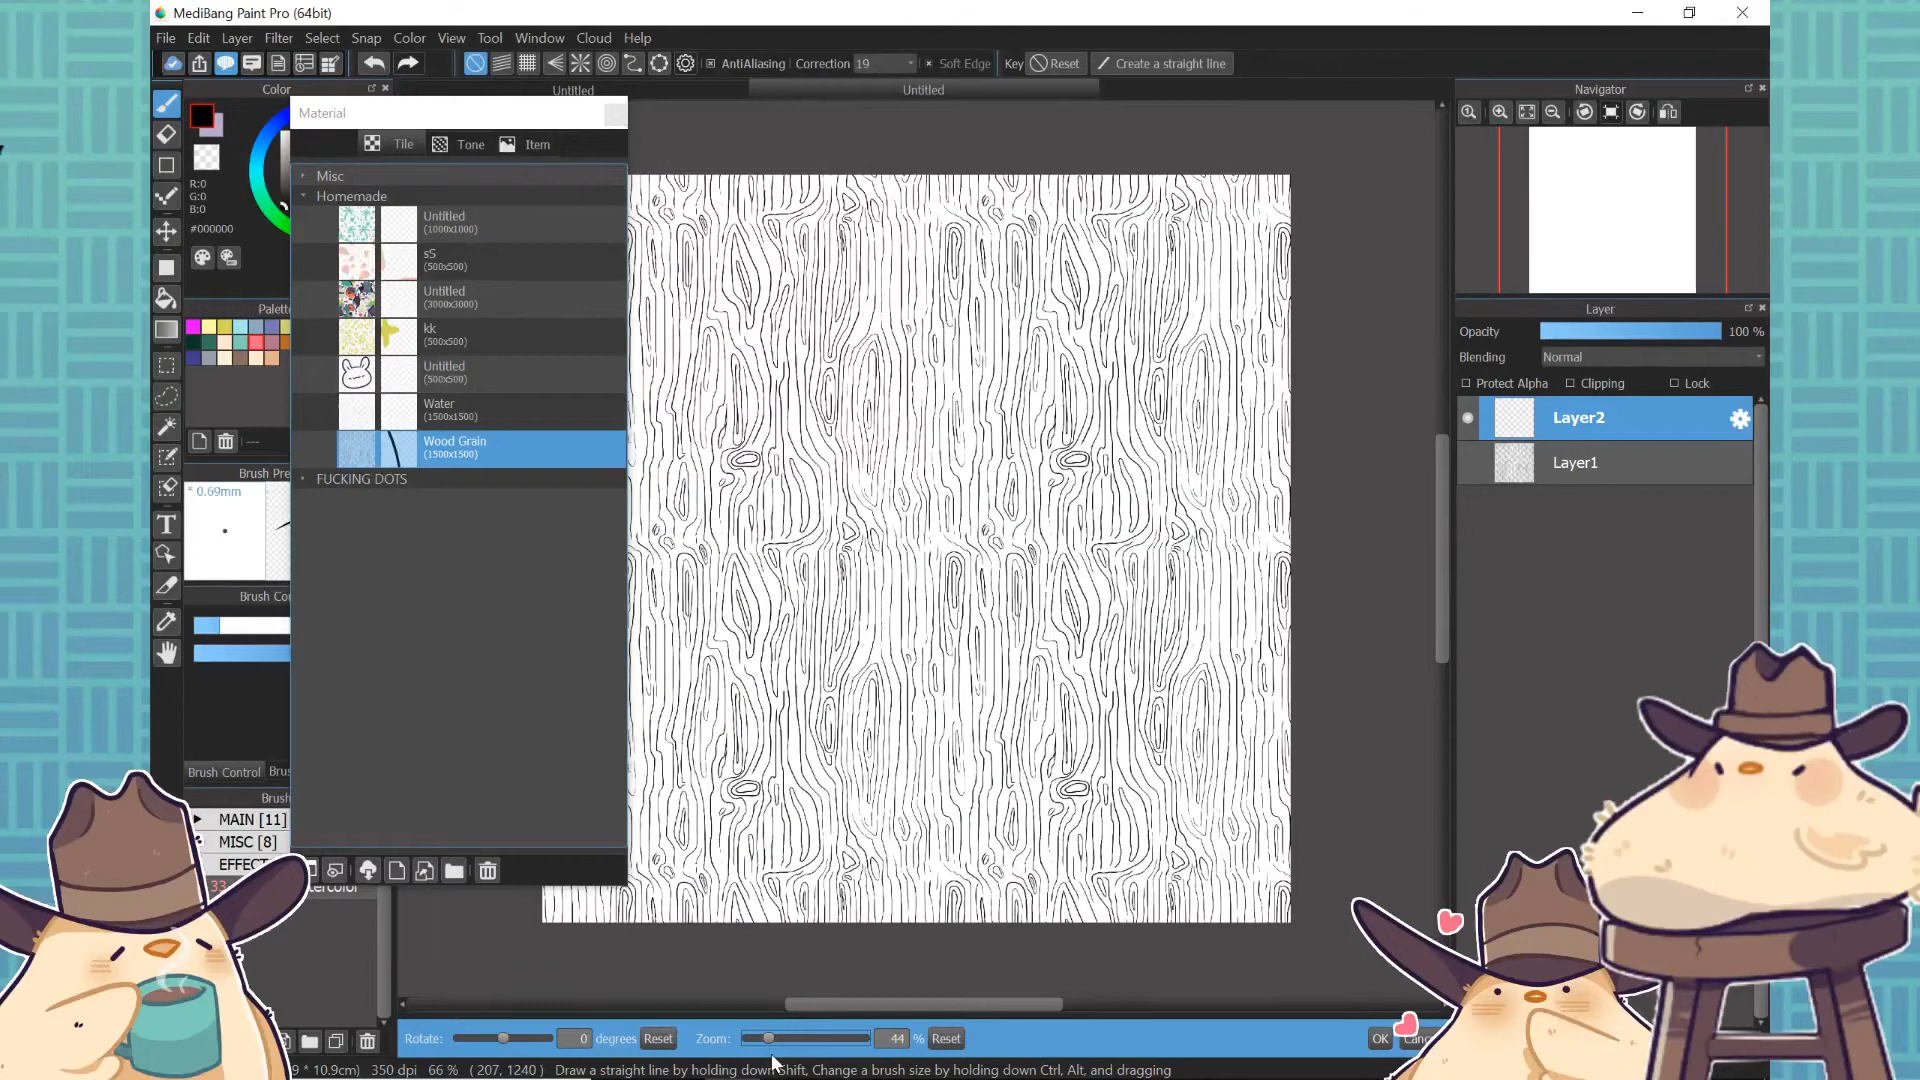 MediBang Paint Pro (64bit)
File Edit Layer Filter Select Snap Color View Tool Window Cloud Help
AntiAliasing Correction 19 Soft Edge Key Reset Create a straight line
Color
Untitled
Untitled
Navigator
Material
Tile Tone Item
R:0
G:0
B:0
#000000
Misc
Homemade
Untitled
(1000x1000)
sS
(500x500)
Untitled
(3000x3000)
kk
(500x500)
Untitled
(500x500)
Water
(1500x1500)
Wood Grain
(1500x1500)
FUCKING DOTS
Layer
Opacity 100 %
Blending Normal
Protect Alpha Clipping Lock
Layer2
Layer1
Brush Pre
0.69mm
Brush Co
Brush Control
Brus
Brush
MAIN [11]
MISC [8]
EFFECT
Rotate: 0 degrees Reset Zoom: 44 % Reset OK Canc
350 dpi 66 % ( 207, 1240 ) Draw a straight line by holding down Shift, Change a brush size by holding down Ctrl, Alt, and dragging